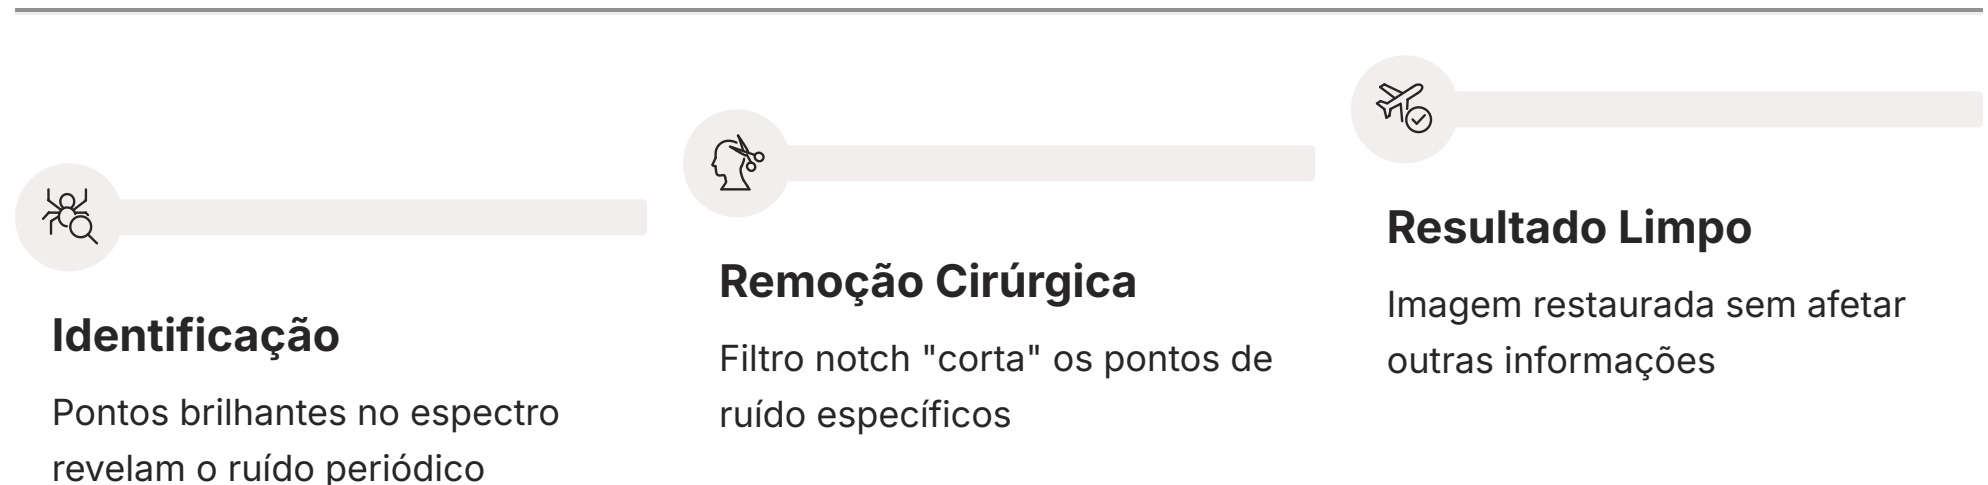 Identificação
Pontos brilhantes no espectro
revelam o ruído periódico
Remoção Cirúrgica
Filtro notch "corta" os pontos de
ruído específicos
Resultado Limpo
Imagem restaurada sem afetar
outras informações